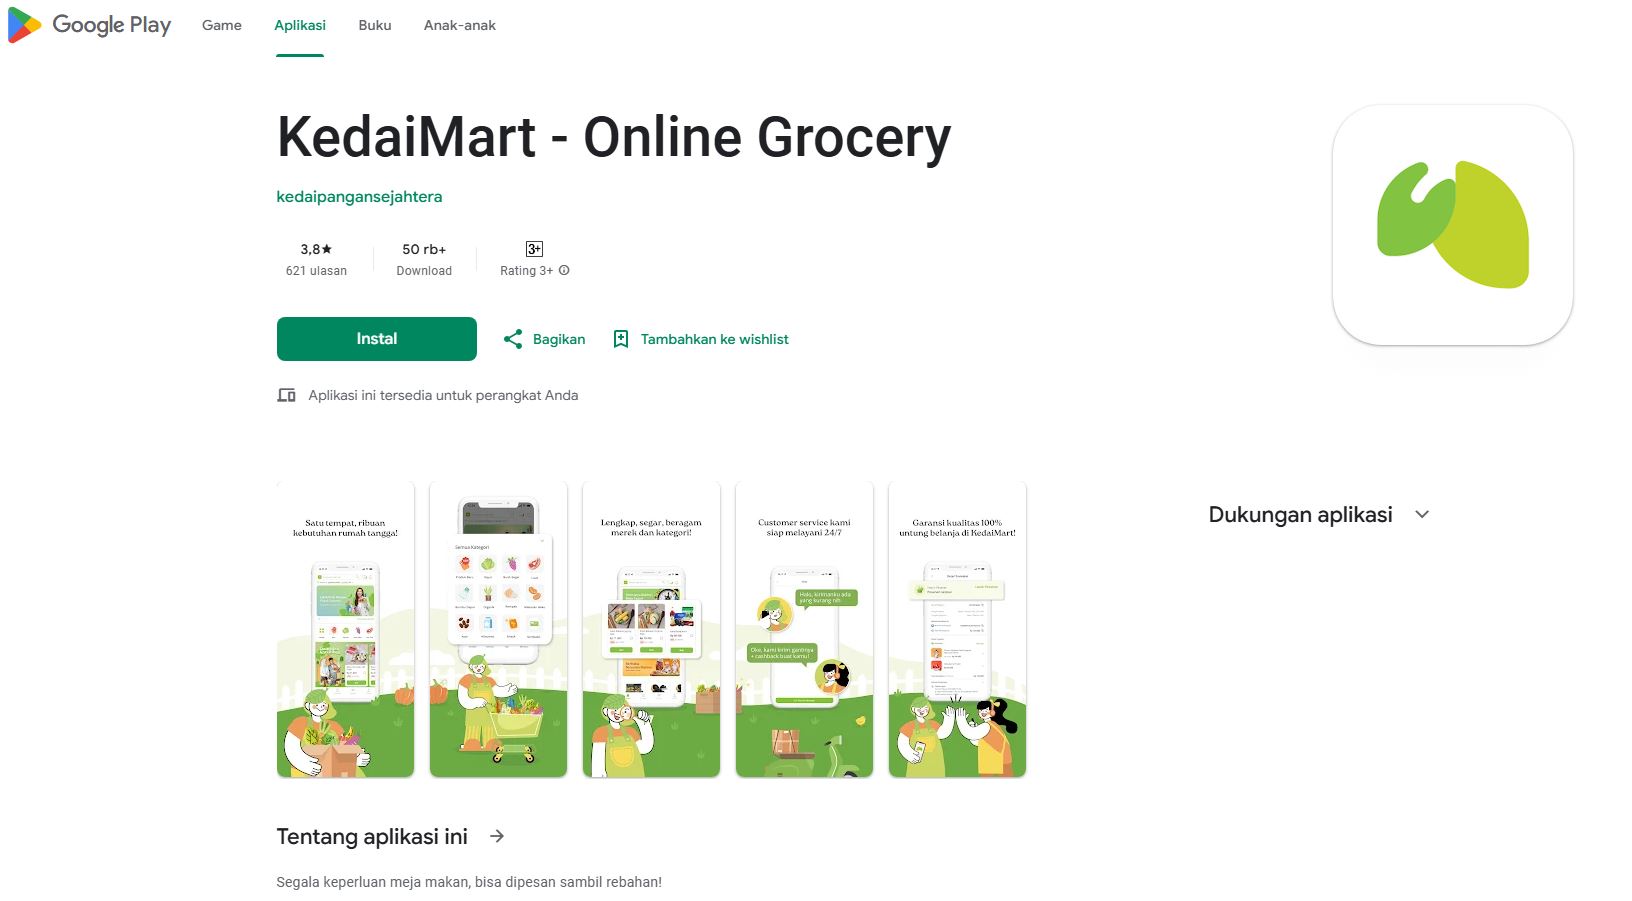 Google Play
Game
Aplikasi
Buku
Anak-anak
KedaiMart - Online Grocery
kedaipangansejahtera
3,8★
621 ulasan
50 rb+
Download
3+
Rating 3+
Instal
Bagikan
Tambahkan ke wishlist
Aplikasi ini tersedia untuk perangkat Anda
Satu tempat, ribuan
kebutuhan rumah tangga!
Semua Kategori
Lengkap, segar, beragam
merek dan kategori!
Customer service kami
siap melayani 24/7
Halo, kirimanku ada
yang kurang nih
Oke, kami kirim gantinya
+ cashback buat kamu!
Garansi kualitas 100%
untung belanja di KedaiMart!
Dukungan aplikasi
Tentang aplikasi ini
Segala keperluan meja makan, bisa dipesan sambil rebahan!